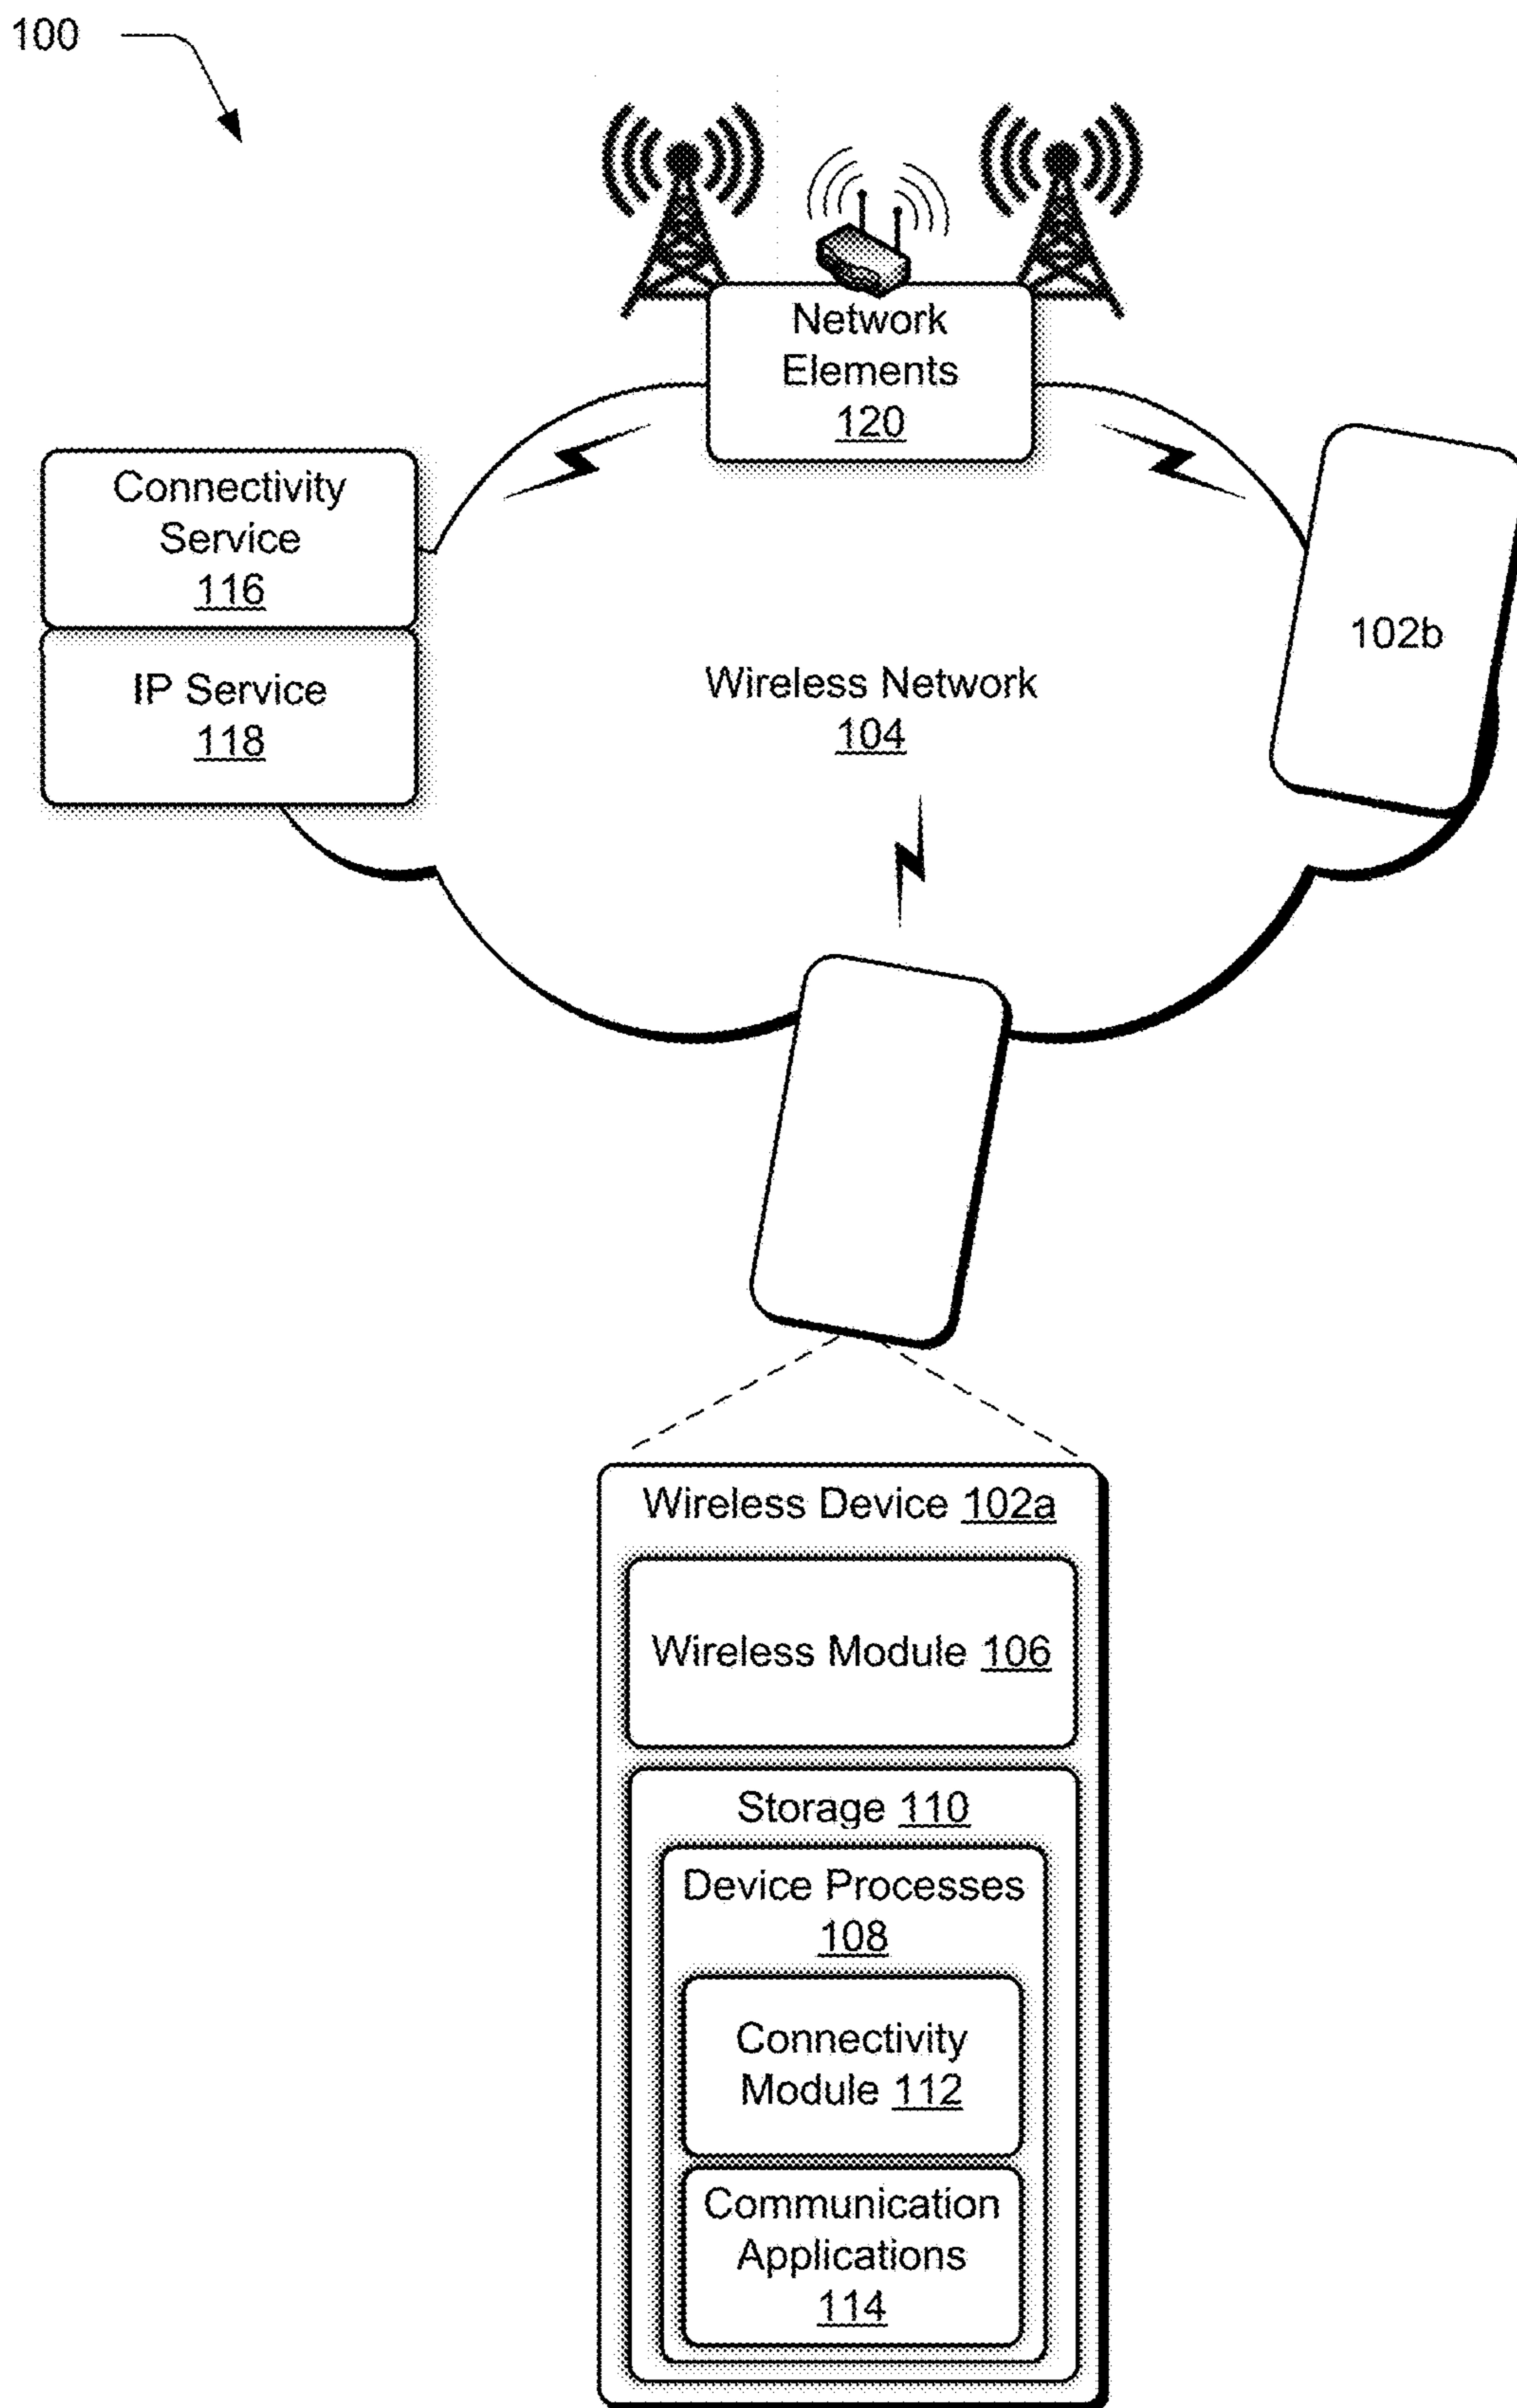 100
Network
Elements
120
Connectivity
Service
116
IP Service
118
102b
Wireless Network
104
Wireless Device 102a
Wireless Module 106
Storage 110
Device Processes
108
Connectivity
Module 112
Communication
Applications
114